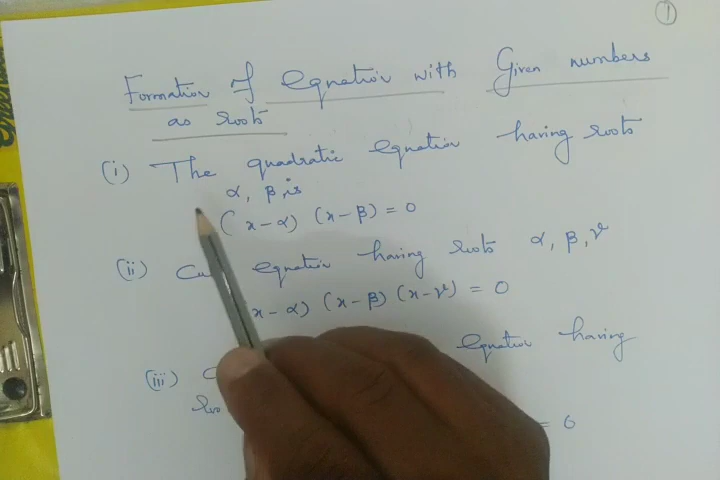 1
Formation of equation with Given numbers
as roots
(i) The quadratic equation having roots
α, β, is
(x-α) (x-β) = 0
(ii) equation having roots α, β, γ
x-α) (x-β) (x-γ) = 0
(iii) equation having
= 0